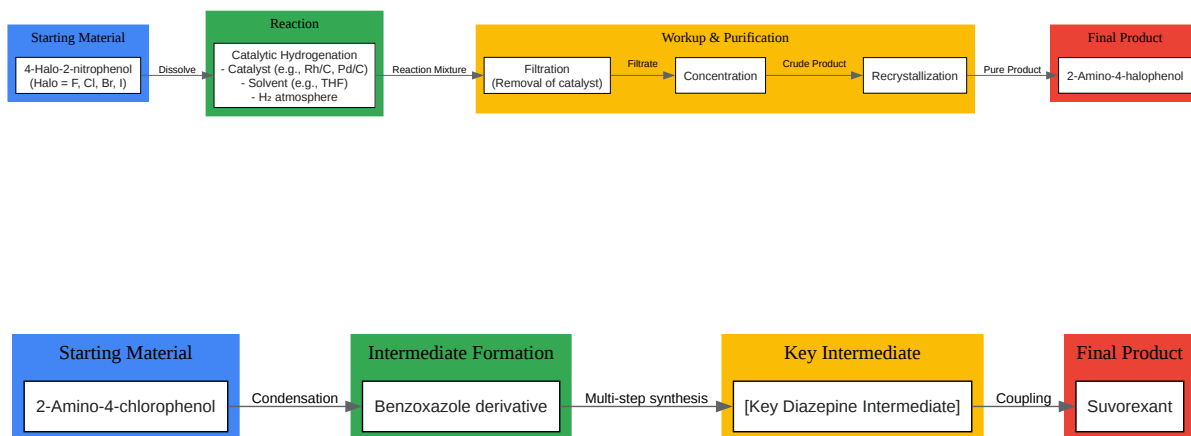 Starting Material
4-Halo-2-nitrophenol
(Halo = F, Cl, Br, I)
Dissolve
Reaction
Catalytic Hydrogenation
- Catalyst (e.g., Rh/C, Pd/C)
- Solvent (e.g., THF)
- H₂ atmosphere
Reaction Mixture
Workup & Purification
Filtration
(Removal of catalyst)
Filtrate
Concentration
Crude Product
Recrystallization
Pure Product
Final Product
2-Amino-4-halophenol
Starting Material
2-Amino-4-chlorophenol
Condensation
Intermediate Formation
Benzoxazole derivative
Multi-step synthesis
Key Intermediate
[Key Diazepine Intermediate]
Coupling
Final Product
Suvorexant